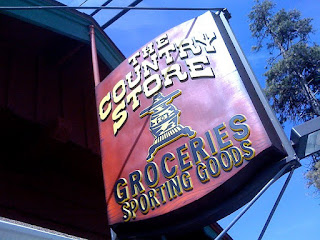 THE
COUNTRY
STORE
GROCERIES
SPORTING GOODS